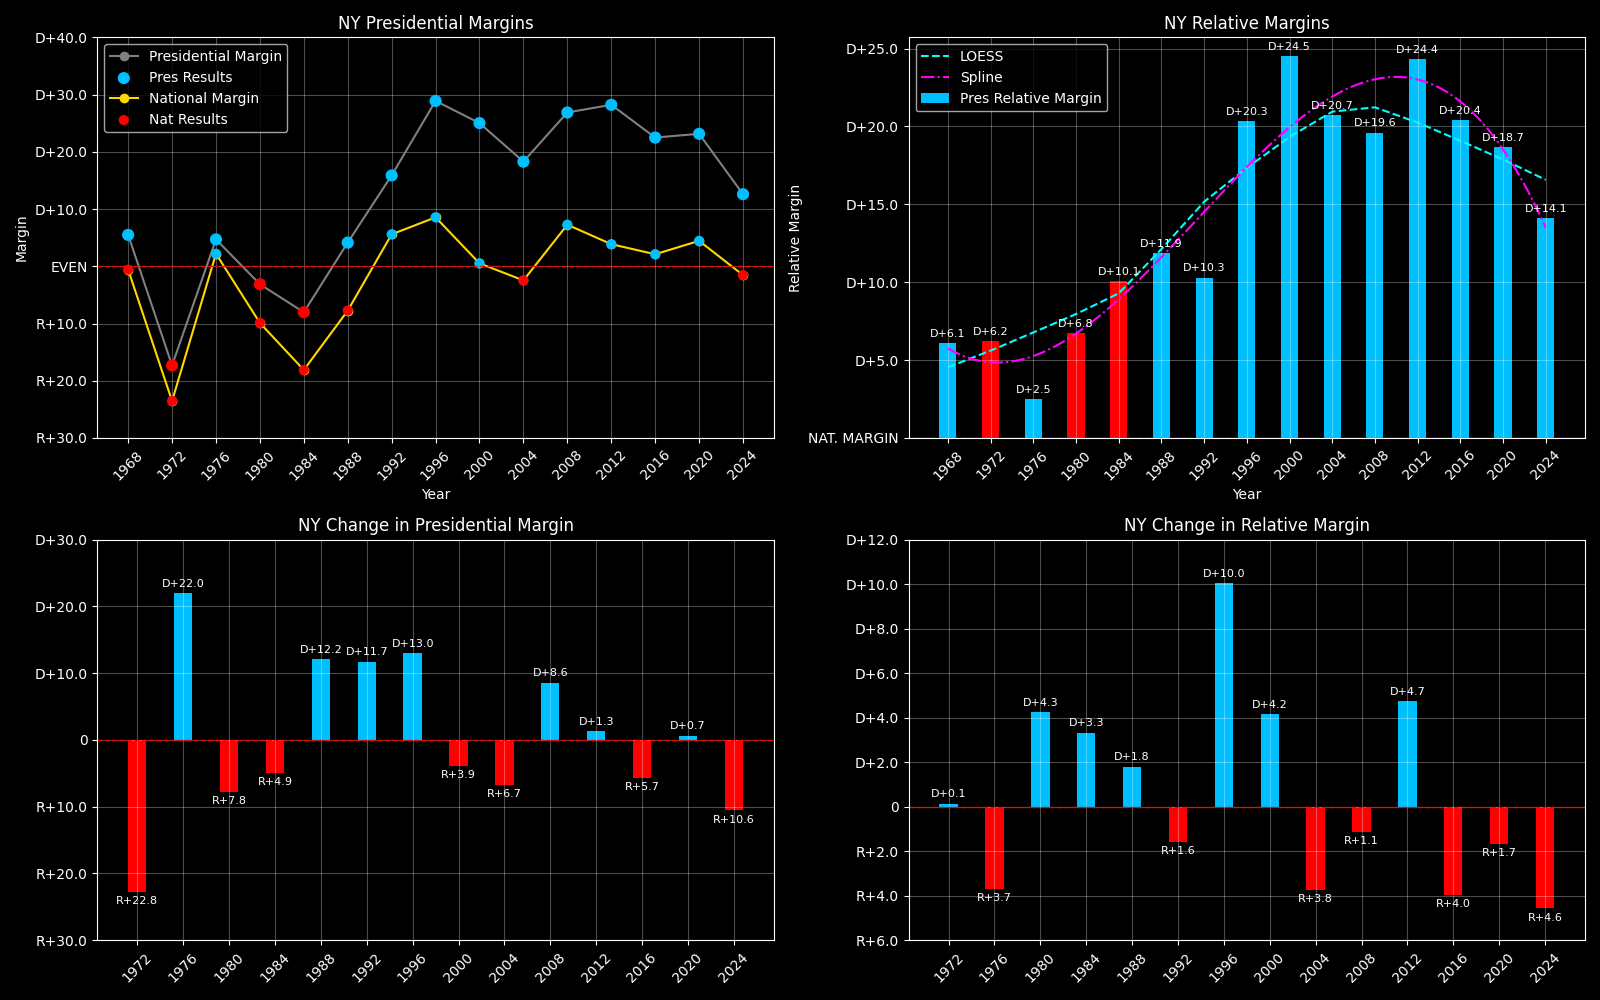 NY Presidential Margins
D+40.0
D+30.0
D+20.0
D+10.0
EVEN
R+10.0
R+20.0
R+30.0
Margin
Presidential Margin
Pres Results
National Margin
Nat Results
1968
1972
1976
1980
1984
1988
1992
1996
2000
2004
2008
2012
2016
2020
2024
Year
NY Relative Margins
D+25.0
D+20.0
D+15.0
D+10.0
D+5.0
NAT. MARGIN
Relative Margin
LOESS
Spline
Pres Relative Margin
D+6.1
D+6.2
D+2.5
D+6.8
D+10.1
D+11.9
D+10.3
D+20.3
D+24.5
D+20.7
D+19.6
D+24.4
D+20.4
D+18.7
D+14.1
1968
1972
1976
1980
1984
1988
1992
1996
2000
2004
2008
2012
2016
2020
2024
Year
NY Change in Presidential Margin
D+30.0
D+20.0
D+10.0
0
R+10.0
R+20.0
R+30.0
R+22.8
D+22.0
R+7.8
R+4.9
D+12.2
D+11.7
D+13.0
R+3.9
R+6.7
D+8.6
D+1.3
R+5.7
D+0.7
R+10.6
1972
1976
1980
1984
1988
1992
1996
2000
2004
2008
2012
2016
2020
2024
NY Change in Relative Margin
D+12.0
D+10.0
D+8.0
D+6.0
D+4.0
D+2.0
0
R+2.0
R+4.0
R+6.0
D+0.1
R+3.7
D+4.3
D+3.3
D+1.8
R+1.6
D+10.0
D+4.2
R+3.8
R+1.1
D+4.7
R+4.0
R+1.7
R+4.6
1972
1976
1980
1984
1988
1992
1996
2000
2004
2008
2012
2016
2020
2024